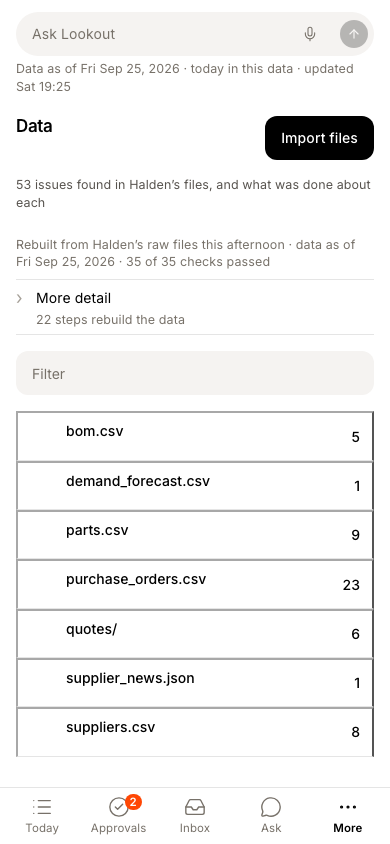 Ask Lookout
Data as of Fri Sep 25, 2026 · today in this data · updated
Sat 19:25
Data
Import files
53 issues found in Halden’s files, and what was done about
each
Rebuilt from Halden’s raw files this afternoon · data as of
Fri Sep 25, 2026 · 35 of 35 checks passed
More detail
22 steps rebuild the data
Filter
bom.csv 5
demand_forecast.csv 1
parts.csv 9
purchase_orders.csv 23
quotes/ 6
supplier_news.json 1
suppliers.csv 8
2
Today Approvals Inbox Ask More